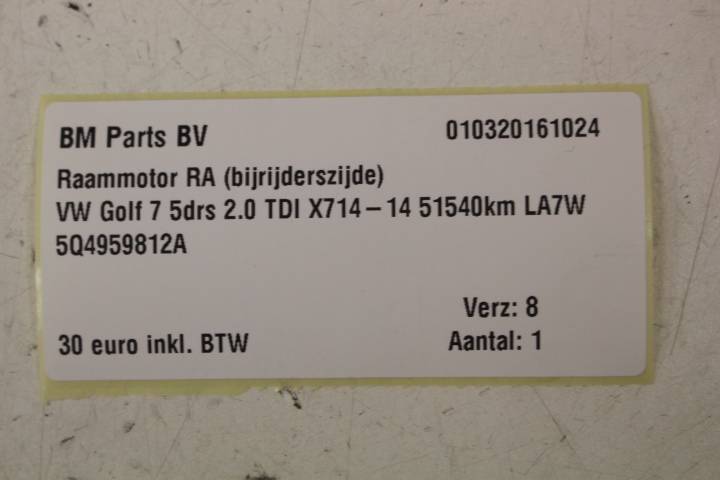 BM Parts BV 010320161024
Raammotor RA (bijrijderszijde)
VW Golf 7 5drs 2.0 TDI X714-14 51540km LA7W
5Q4959812A
Verz: 8
30 euro inkl. BTW Aantal: 1